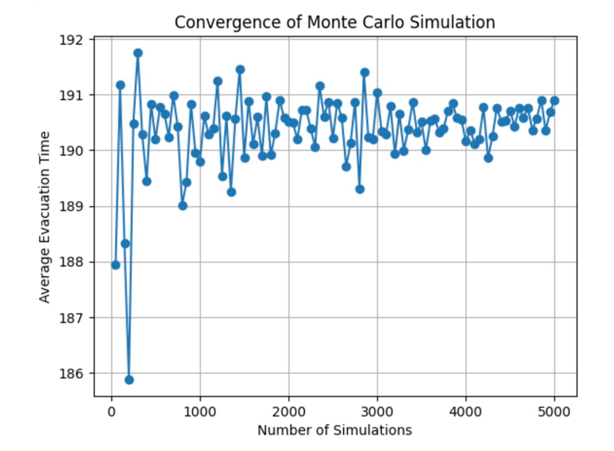 Convergence of Monte Carlo Simulation
192
191
190
189
188
187
186
Average Evacuation Time
0 1000 2000 3000 4000 5000
Number of Simulations